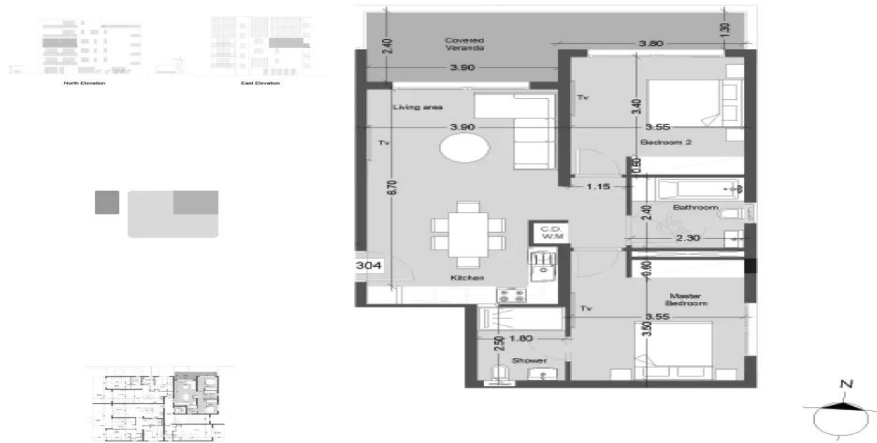 North Elevation
East Elevation
Covered
Veranda
2.40
1.30
3.80
3.90
Living area
Tv
3.90
6.70
Tv
3.40
3.55
Bedroom 2
0.60
1.15
Bathroom
2.40
2.30
C.D.
W.M
304
Kitchen
0.60
Master
Bedroom
Tv
3.55
3.50
1.80
2.50
Shower
N